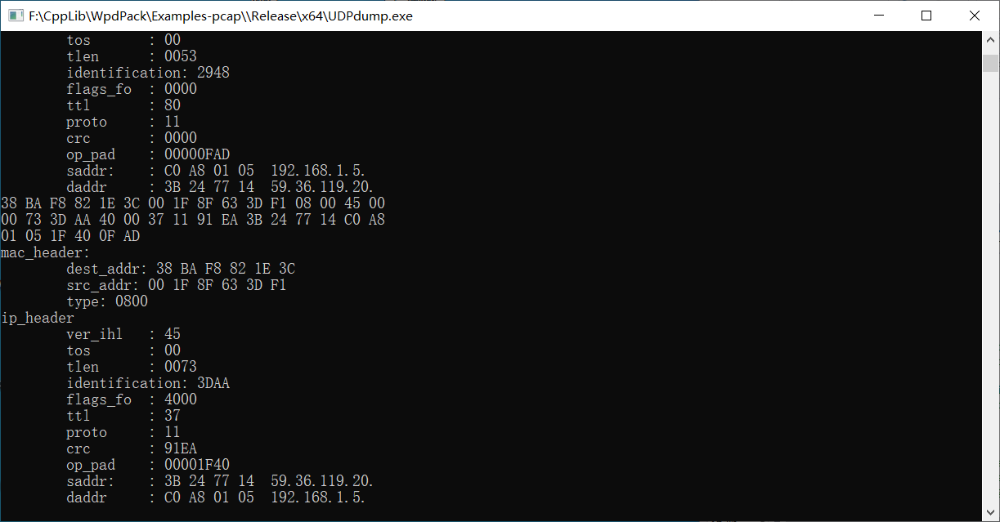 F:\CppLib\WpdPack\Examples-pcap\\Release\x64\UDPdump.exe
        tos       : 00
        tlen      : 0053
        identification: 2948
        flags_fo  : 0000
        ttl       : 80
        proto     : 11
        crc       : 0000
        op_pad    : 00000FAD
        saddr:    : C0 A8 01 05  192.168.1.5.
        daddr     : 3B 24 77 14  59.36.119.20.
38 BA F8 82 1E 3C 00 1F 8F 63 3D F1 08 00 45 00
00 73 3D AA 40 00 37 11 91 EA 3B 24 77 14 C0 A8
01 05 1F 40 0F AD
mac_header:
        dest_addr: 38 BA F8 82 1E 3C
        src_addr: 00 1F 8F 63 3D F1
        type: 0800
ip_header
        ver_ihl   : 45
        tos       : 00
        tlen      : 0073
        identification: 3DAA
        flags_fo  : 4000
        ttl       : 37
        proto     : 11
        crc       : 91EA
        op_pad    : 00001F40
        saddr:    : 3B 24 77 14  59.36.119.20.
        daddr     : C0 A8 01 05  192.168.1.5.